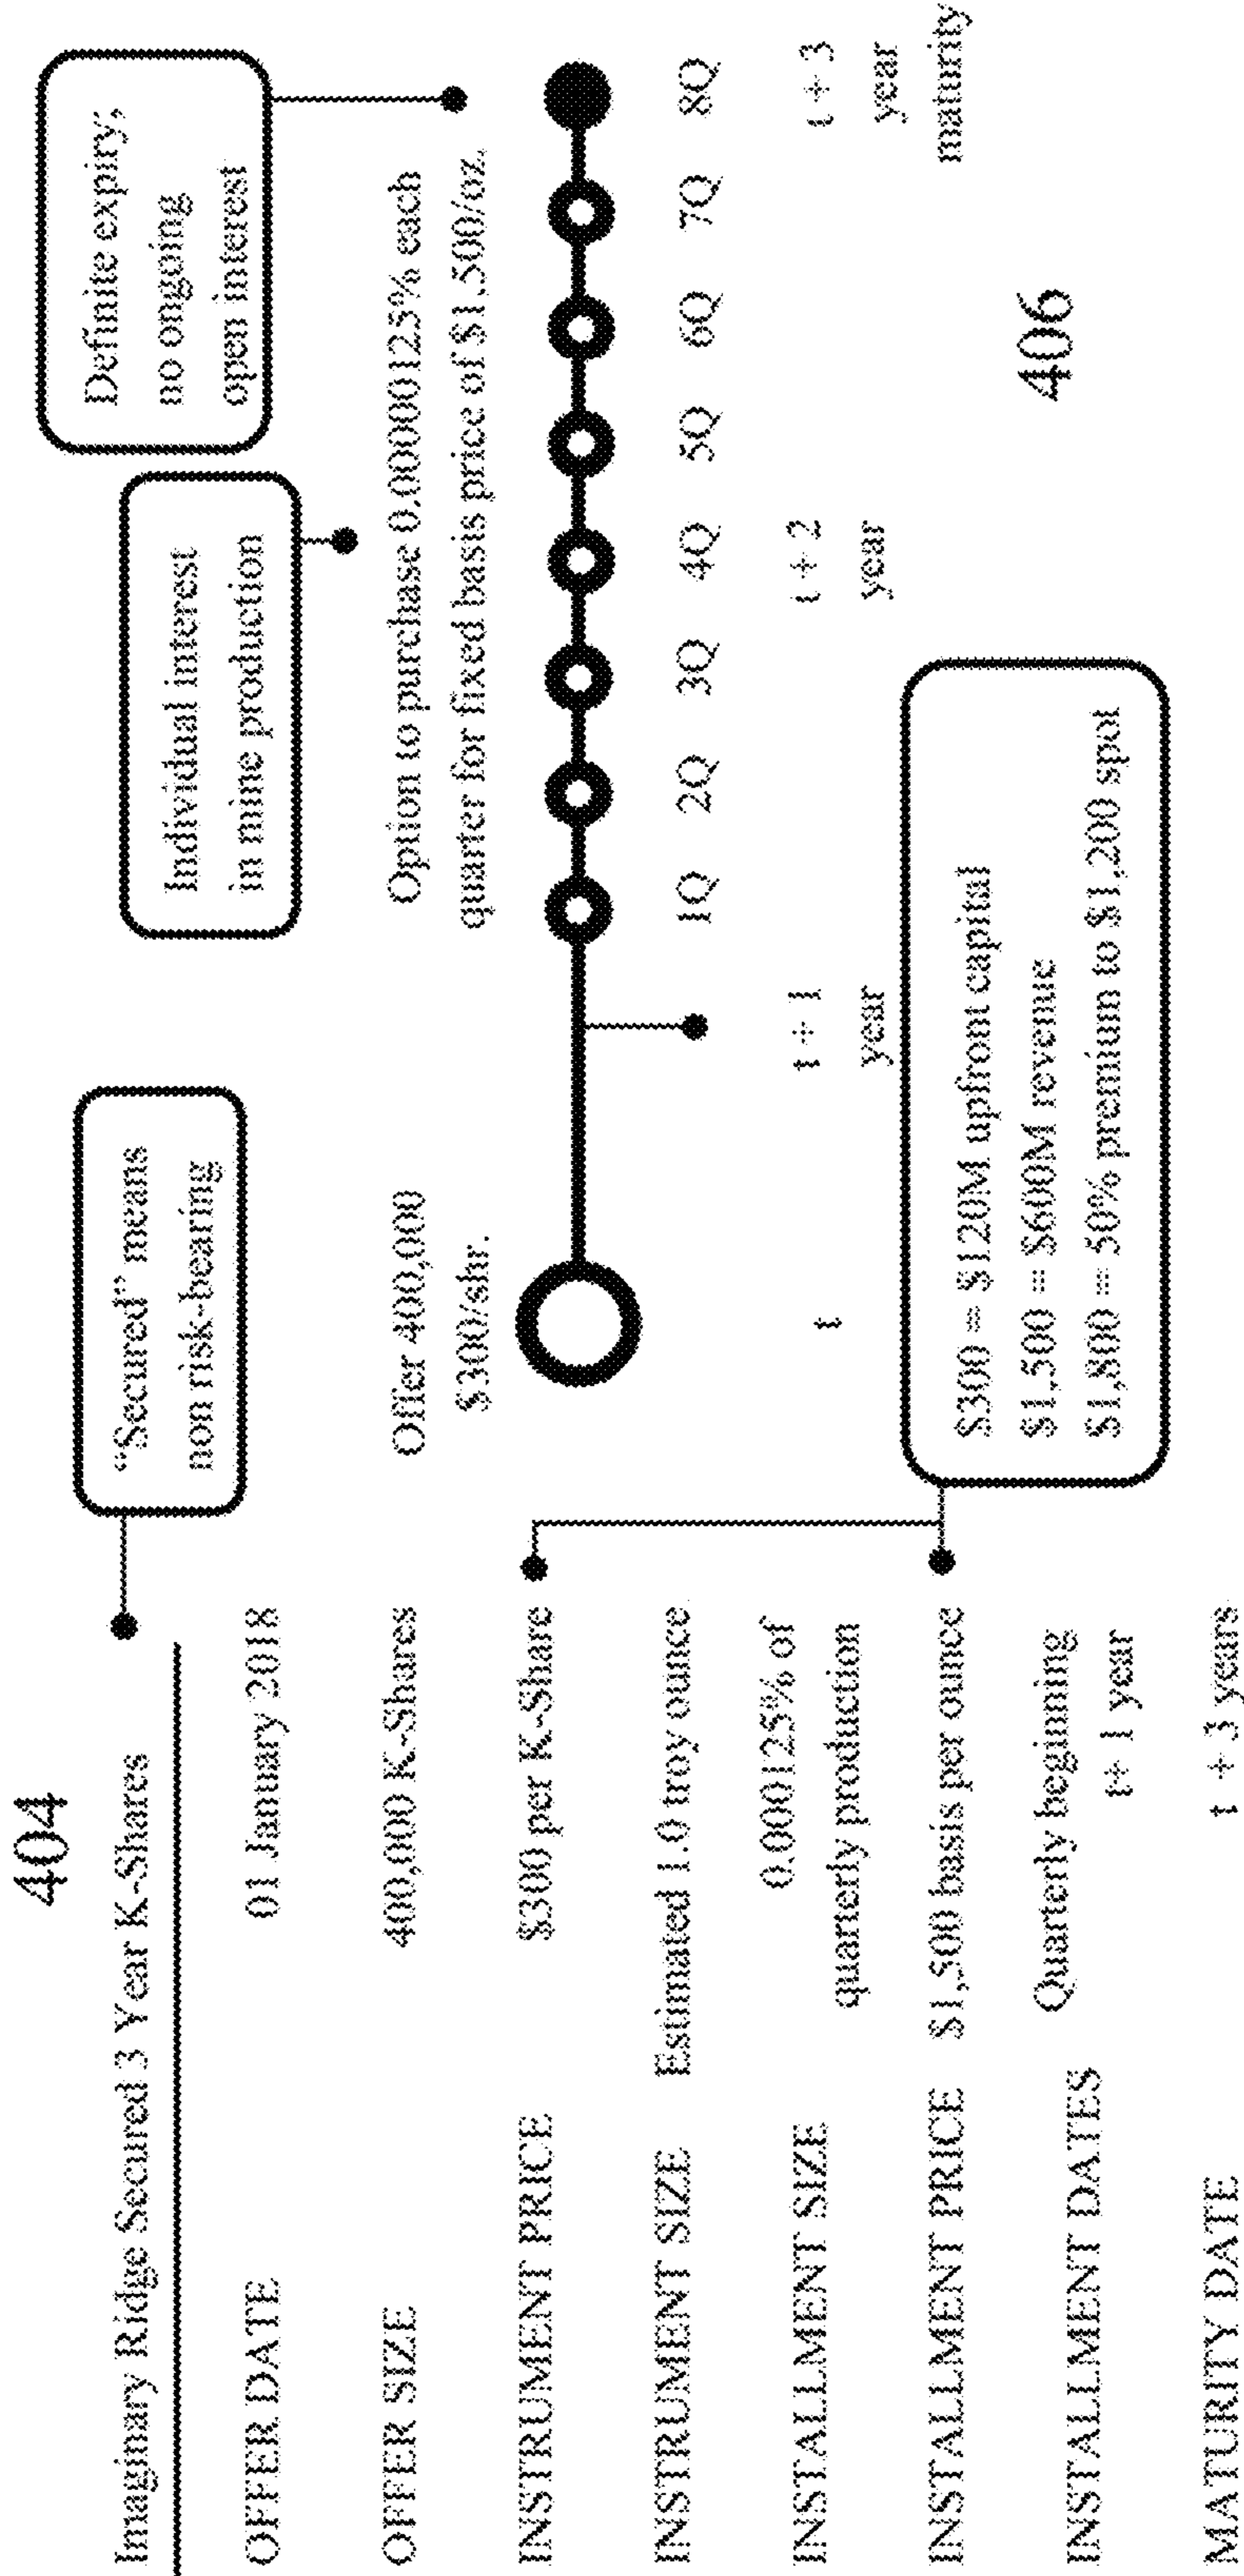 404
Imaginary Ridge Secured 3 Year K-Shares
OFFER DATE 01 January 2018
OFFER SIZE 400,000 K-Shares
INSTRUMENT PRICE $300 per K-Share
INSTRUMENT SIZE Estimated 1.0 troy ounce
INSTALLMENT SIZE 0.000125% of
quarterly production
INSTALLMENT PRICE $1,500 basis per ounce
INSTALLMENT DATES Quarterly beginning
t+ 1 year
MATURITY DATE t + 3 years
“Secured” means
non risk-bearing
Individual interest
in mine production
Definite expiry;
no ongoing
open interest
Offer 400,000
$300/shr.
Option to purchase 0.0000125% each
quarter for fixed basis price of $1,500/oz.
1Q 2Q 3Q 4Q 5Q 6Q 7Q 8Q
t
t + 1
year
t + 2
year
t + 3
year
maturity
$300 = $120M upfront capital
$1,500 = $600M revenue
$1,800 = 50% premium to $1,200 spot
406